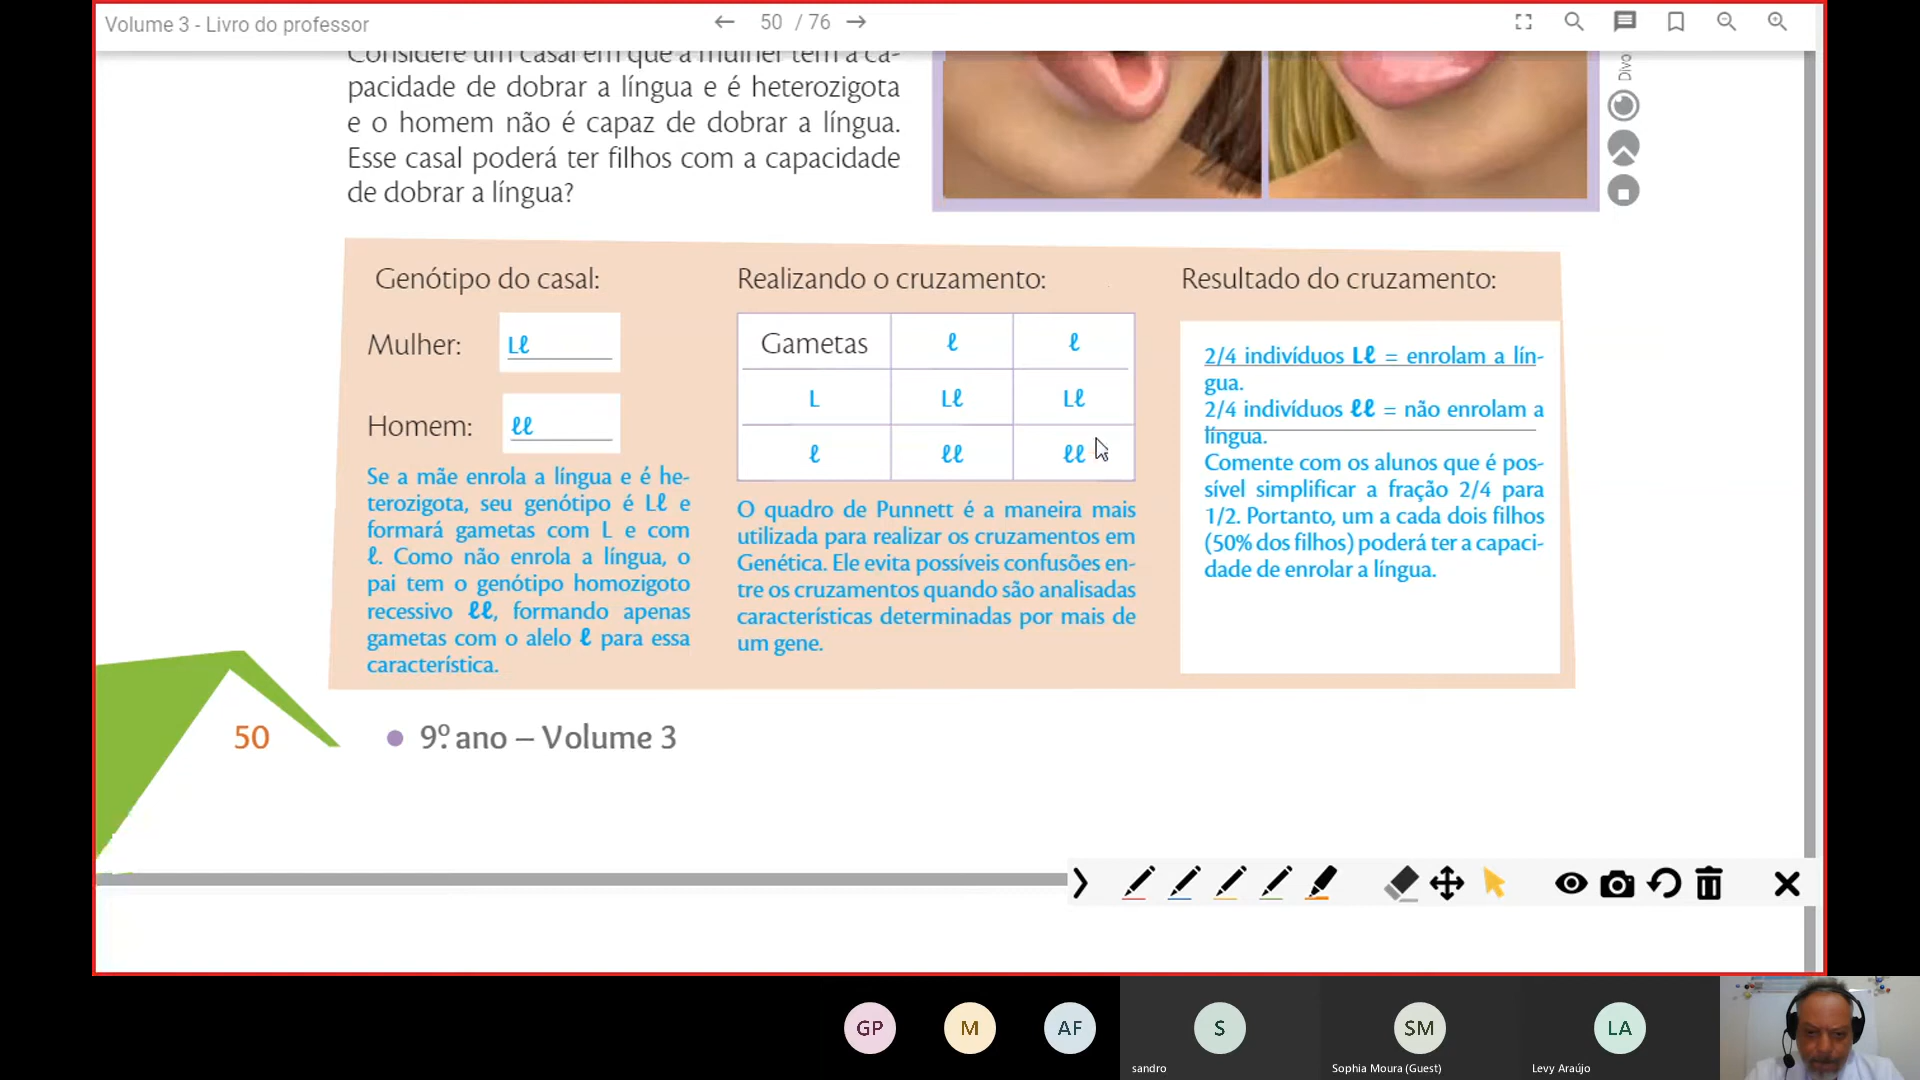 Volume 3 - Livro do professor
50 / 76
Considere um casal em que a mulher tem a ca-
pacidade de dobrar a língua e é heterozigota
e o homem não é capaz de dobrar a língua.
Esse casal poderá ter filhos com a capacidade
de dobrar a língua?
Genótipo do casal:
Mulher: Lℓ
Homem: ℓℓ
Se a mãe enrola a língua e é he-
terozigota, seu genótipo é Lℓ e
formará gametas com L e com
ℓ. Como não enrola a língua, o
pai tem o genótipo homozigoto
recessivo ℓℓ, formando apenas
gametas com o alelo ℓ para essa
característica.
Realizando o cruzamento:
Gametas ℓ ℓ
L Lℓ Lℓ
ℓ ℓℓ ℓℓ
O quadro de Punnett é a maneira mais
utilizada para realizar os cruzamentos em
Genética. Ele evita possíveis confusões en-
tre os cruzamentos quando são analisadas
características determinadas por mais de
um gene.
Resultado do cruzamento:
2/4 indivíduos Lℓ = enrolam a lín-
gua.
2/4 indivíduos ℓℓ = não enrolam a
língua.
Comente com os alunos que é pos-
sível simplificar a fração 2/4 para
1/2. Portanto, um a cada dois filhos
(50% dos filhos) poderá ter a capaci-
dade de enrolar a língua.
50
9º. ano – Volume 3
GP
M
AF
S
SM
LA
sandro
Sophia Moura (Guest)
Levy Araújo